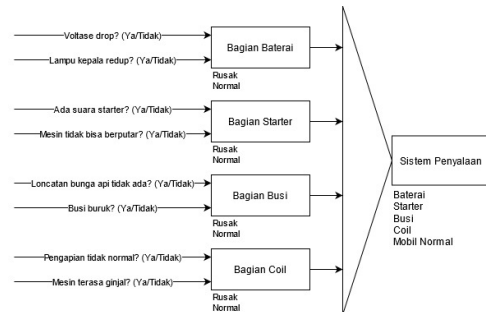 Voltase drop? (Ya/Tidak)
Lampu kepala redup? (Ya/Tidak)
Bagian Baterai
Rusak
Normal
Ada suara starter? (Ya/Tidak)
Mesin tidak bisa berputar? (Ya/Tidak)
Bagian Starter
Rusak
Normal
Loncatan bunga api tidak ada? (Ya/Tidak)
Busi buruk? (Ya/Tidak)
Bagian Busi
Rusak
Normal
Pengapian tidak normal? (Ya/Tidak)
Mesin terasa ginjal? (Ya/Tidak)
Bagian Coil
Rusak
Normal
Sistem Penyalaan
Baterai
Starter
Busi
Coil
Mobil Normal